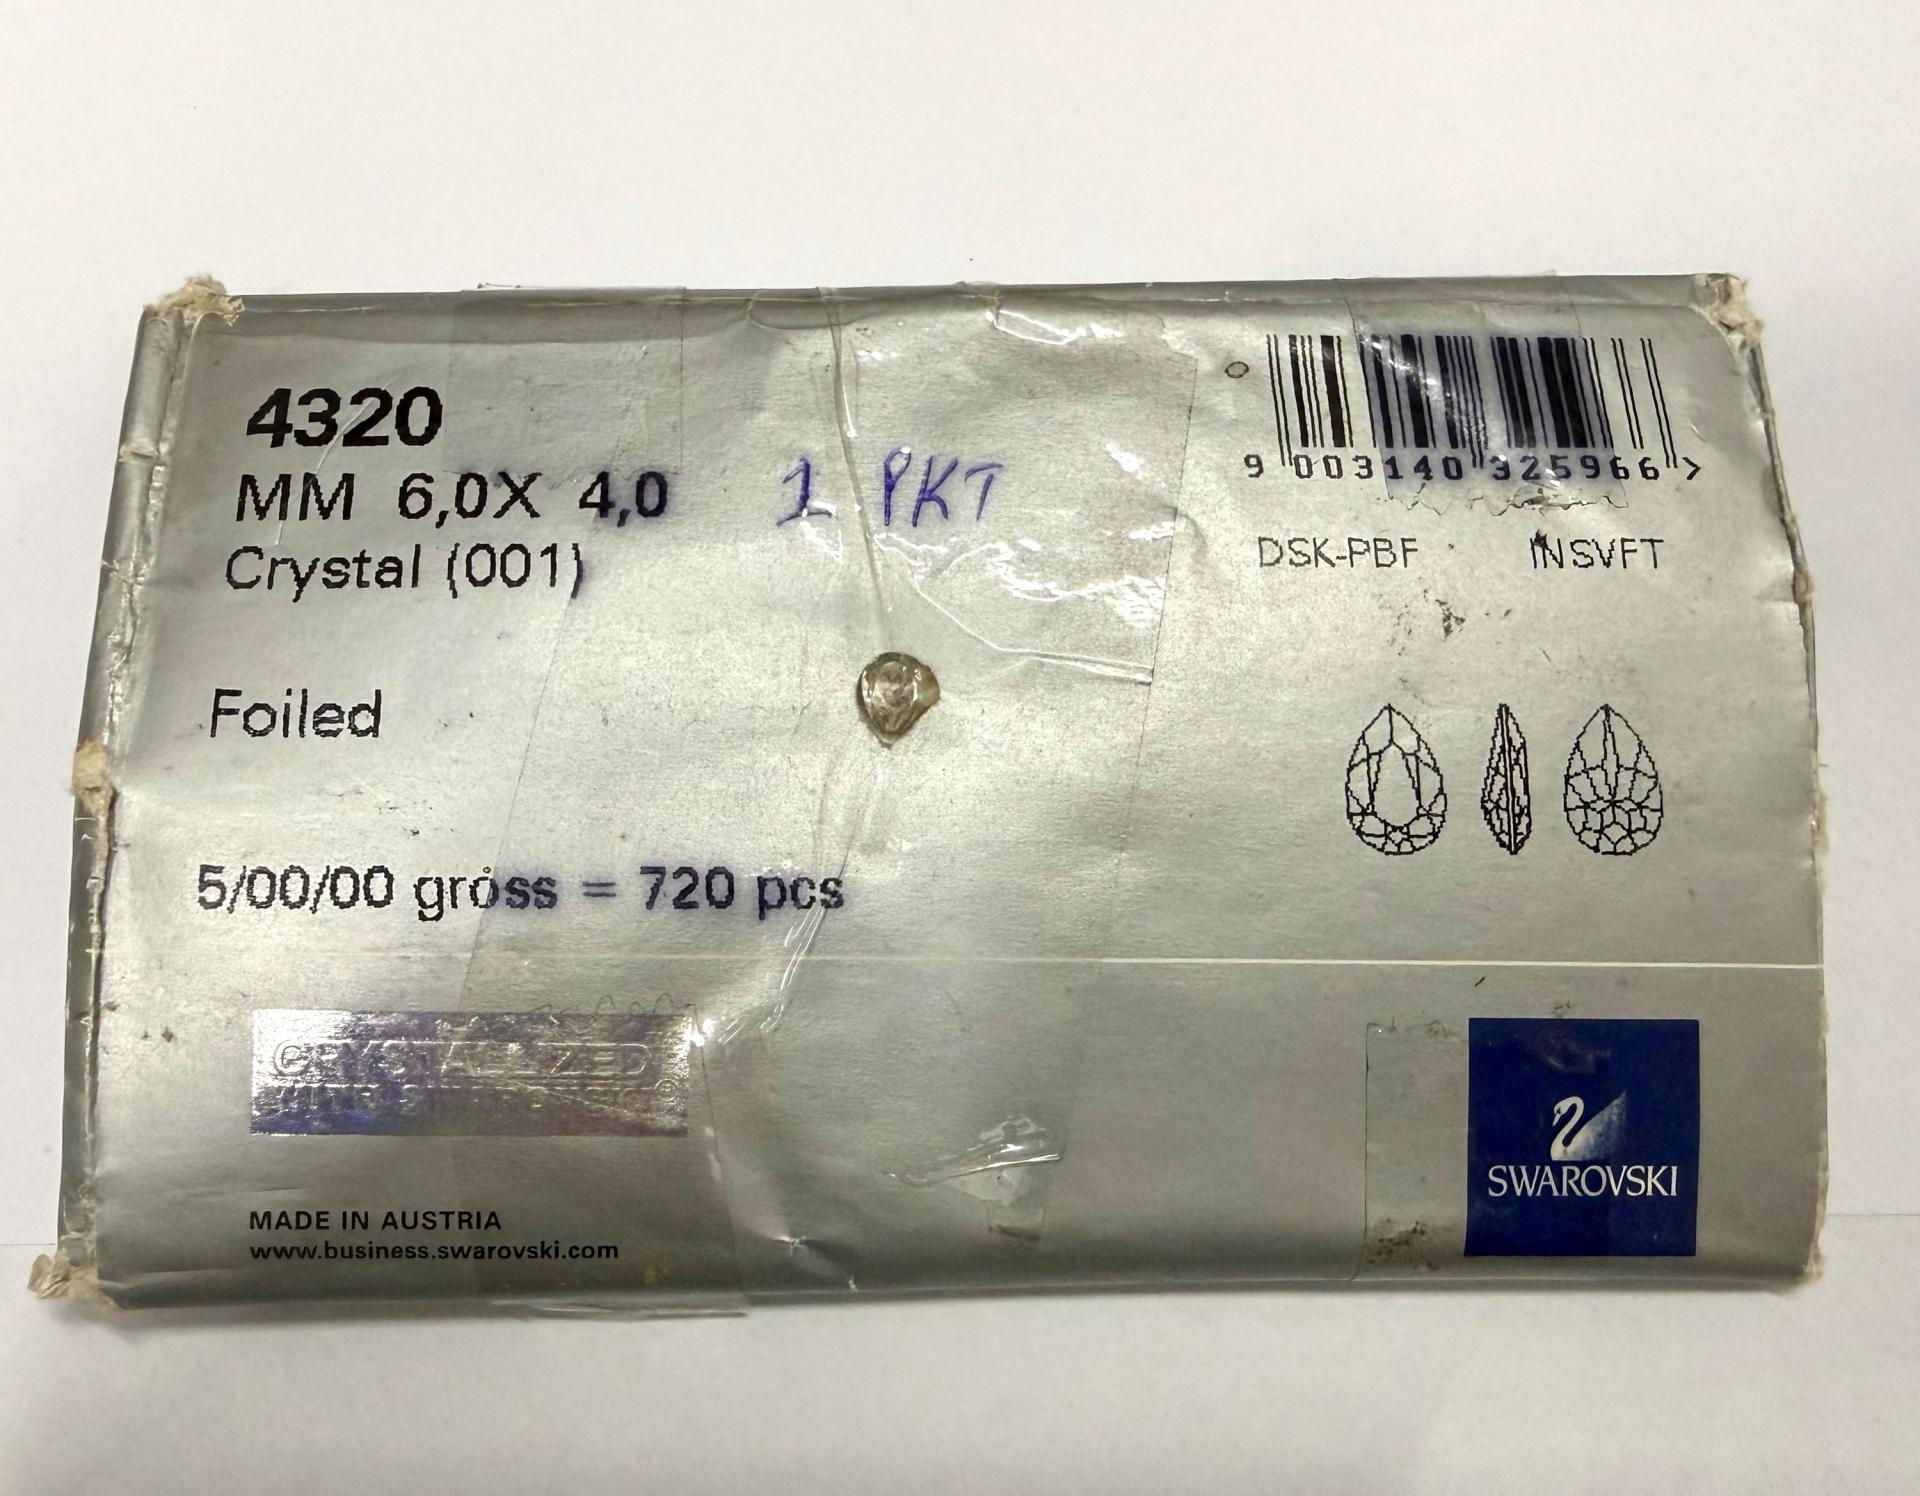 4320
MM 6,0X 4,0
1 PKT
Crystal (001)
Foiled
5/00/00 gross = 720 pcs
9 003140 325966 >
DSK-PBF INSVFT
CRYSTALLIZED
MADE IN AUSTRIA
www.business.swarovski.com
SWAROVSKI